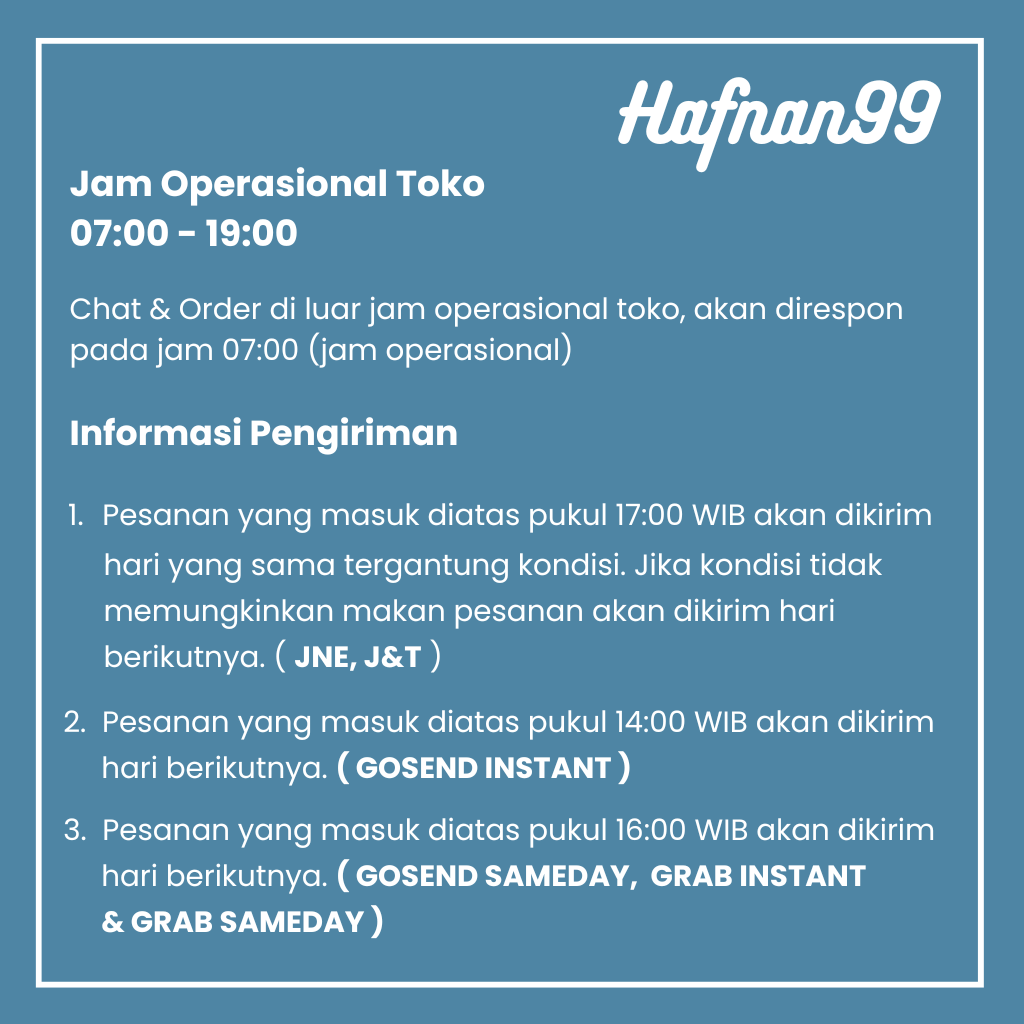 Hafnan99
Jam Operasional Toko
07:00 - 19:00
Chat & Order di luar jam operasional toko, akan direspon
pada jam 07:00 (jam operasional)
Informasi Pengiriman
1. Pesanan yang masuk diatas pukul 17:00 WIB akan dikirim
hari yang sama tergantung kondisi. Jika kondisi tidak
memungkinkan makan pesanan akan dikirim hari
berikutnya. ( JNE, J&T )
2. Pesanan yang masuk diatas pukul 14:00 WIB akan dikirim
hari berikutnya. ( GOSEND INSTANT )
3. Pesanan yang masuk diatas pukul 16:00 WIB akan dikirim
hari berikutnya. ( GOSEND SAMEDAY, GRAB INSTANT
& GRAB SAMEDAY )